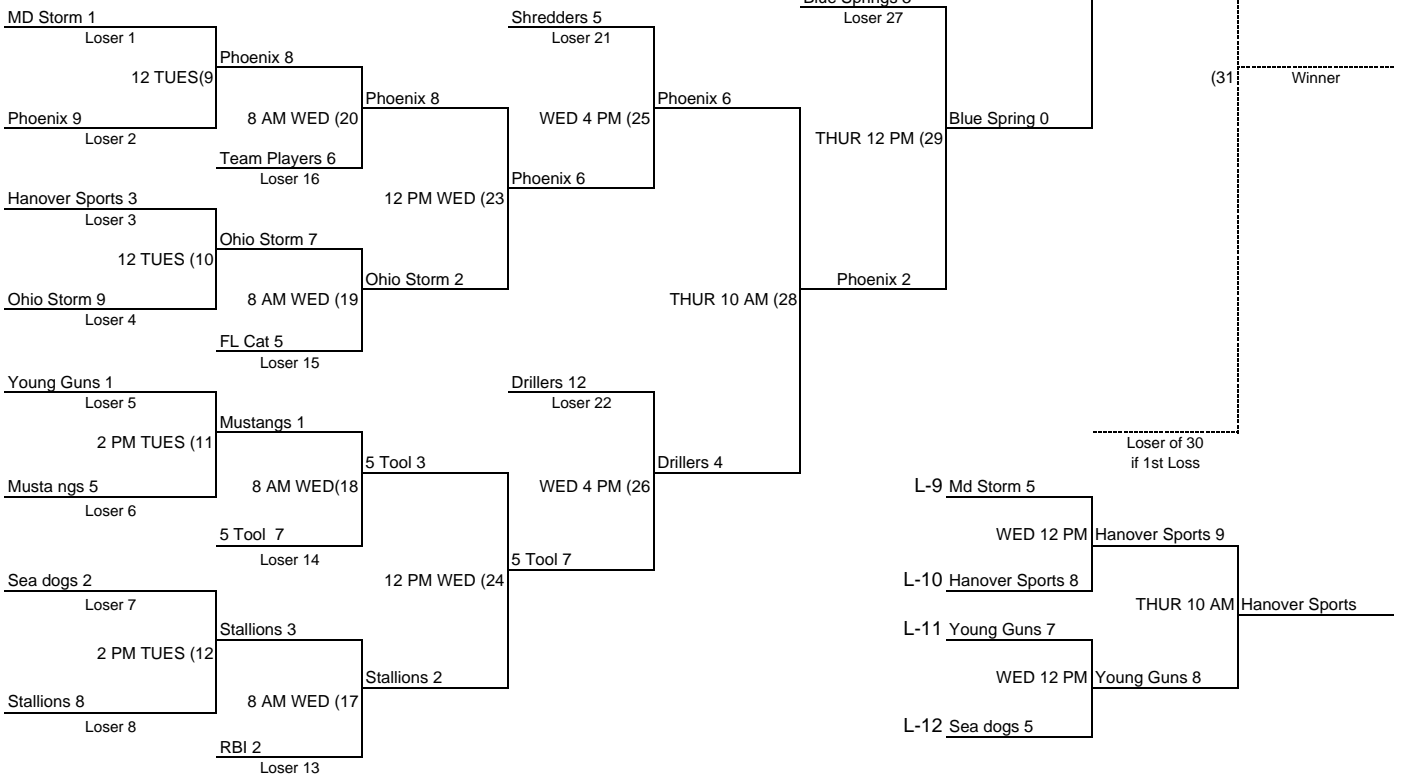 Blue Springs
MD Storm 1
Shredders 5
Loser 27
Loser 1
Loser 21
Phoenix 8
12 TUES(9
(31
Winner
Phoenix 8
Phoenix 6
Phoenix 9
8 AM WED (20
WED 4 PM (25
Blue Spring 0
Loser 2
THUR 12 PM (29
Team Players 6
Loser 16
Phoenix 6
Hanover Sports 3
12 PM WED (23
Loser 3
Ohio Storm 7
12 TUES (10
Ohio Storm 2
Phoenix 2
Ohio Storm 9
8 AM WED (19
THUR 10 AM (28
Loser 4
FL Cat 5
Loser 15
Young Guns 1
Drillers 12
Loser 5
Loser 22
Mustangs 1
2 PM TUES (11
Loser of 30
if 1st Loss
5 Tool 3
Drillers 4
Musta ngs 5
8 AM WED(18
WED 4 PM (26
L-9 Md Storm 5
Loser 6
5 Tool  7
WED 12 PM
Hanover Sports 9
Loser 14
5 Tool 7
Sea dogs 2
12 PM WED (24
L-10 Hanover Sports 8
Loser 7
THUR 10 AM
Hanover Sports
Stallions 3
L-11 Young Guns 7
2 PM TUES (12
Stallions 2
WED 12 PM
Young Guns 8
Stallions 8
8 AM WED (17
Loser 8
L-12 Sea dogs 5
RBI 2
Loser 13